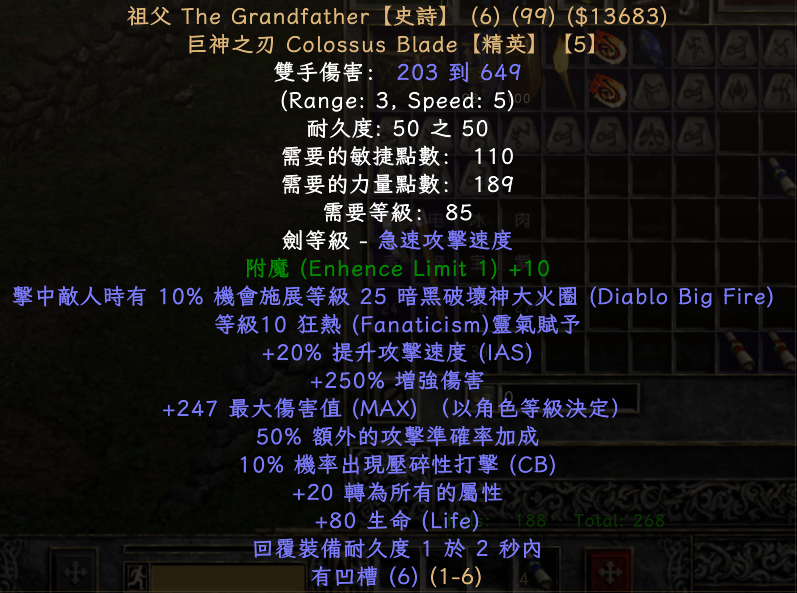 祖父 The Grandfather【史詩】 (6) (99) ($13683)
巨神之刃 Colossus Blade【精英】【5】
雙手傷害： 203 到 649
(Range: 3, Speed: 5)
耐久度: 50 之 50
需要的敏捷點數： 110
需要的力量點數： 189
需要等級： 85
劍等級 - 急速攻擊速度
附魔 (Enhence Limit 1) +10
擊中敵人時有 10% 機會施展等級 25 暗黑破壞神大火圈 (Diablo Big Fire)
等級10 狂熱 (Fanaticism)靈氣賦予
+20% 提升攻擊速度 (IAS)
+250% 增強傷害
+247 最大傷害值 (MAX) （以角色等級決定）
50% 額外的攻擊準確率加成
10% 機率出現壓碎性打擊 (CB)
+20 轉為所有的屬性
+80 生命 (Life)
188 Total: 268
回覆裝備耐久度 1 於 2 秒內
有凹槽 (6) (1-6)
4